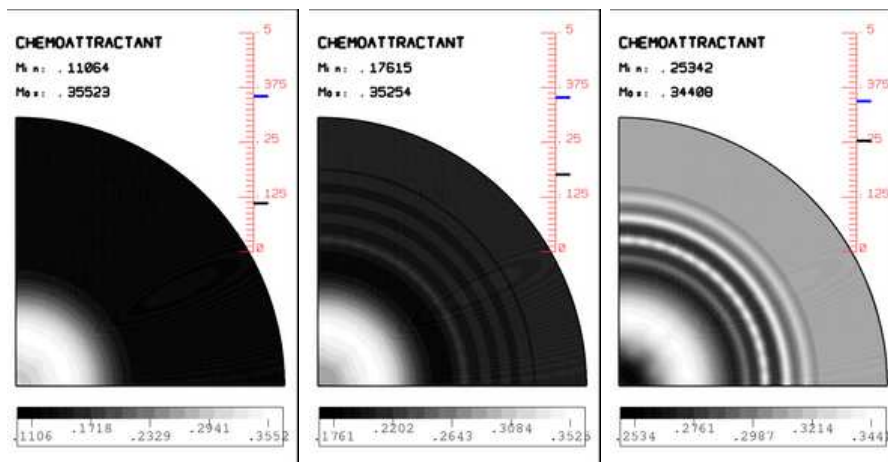 CHEMOATTRACTANT
Min: .11064
Max: .35523
.5
.375
.25
.125
0
.1106 .1718 .2329 .2941 .3552
CHEMOATTRACTANT
Min: .17615
Max: .35254
.5
.375
.25
.125
0
.1761 .2202 .2643 .3084 .3525
CHEMOATTRACTANT
Min: .25342
Max: .34408
.5
.375
.25
.125
0
.2534 .2761 .2987 .3214 .3441